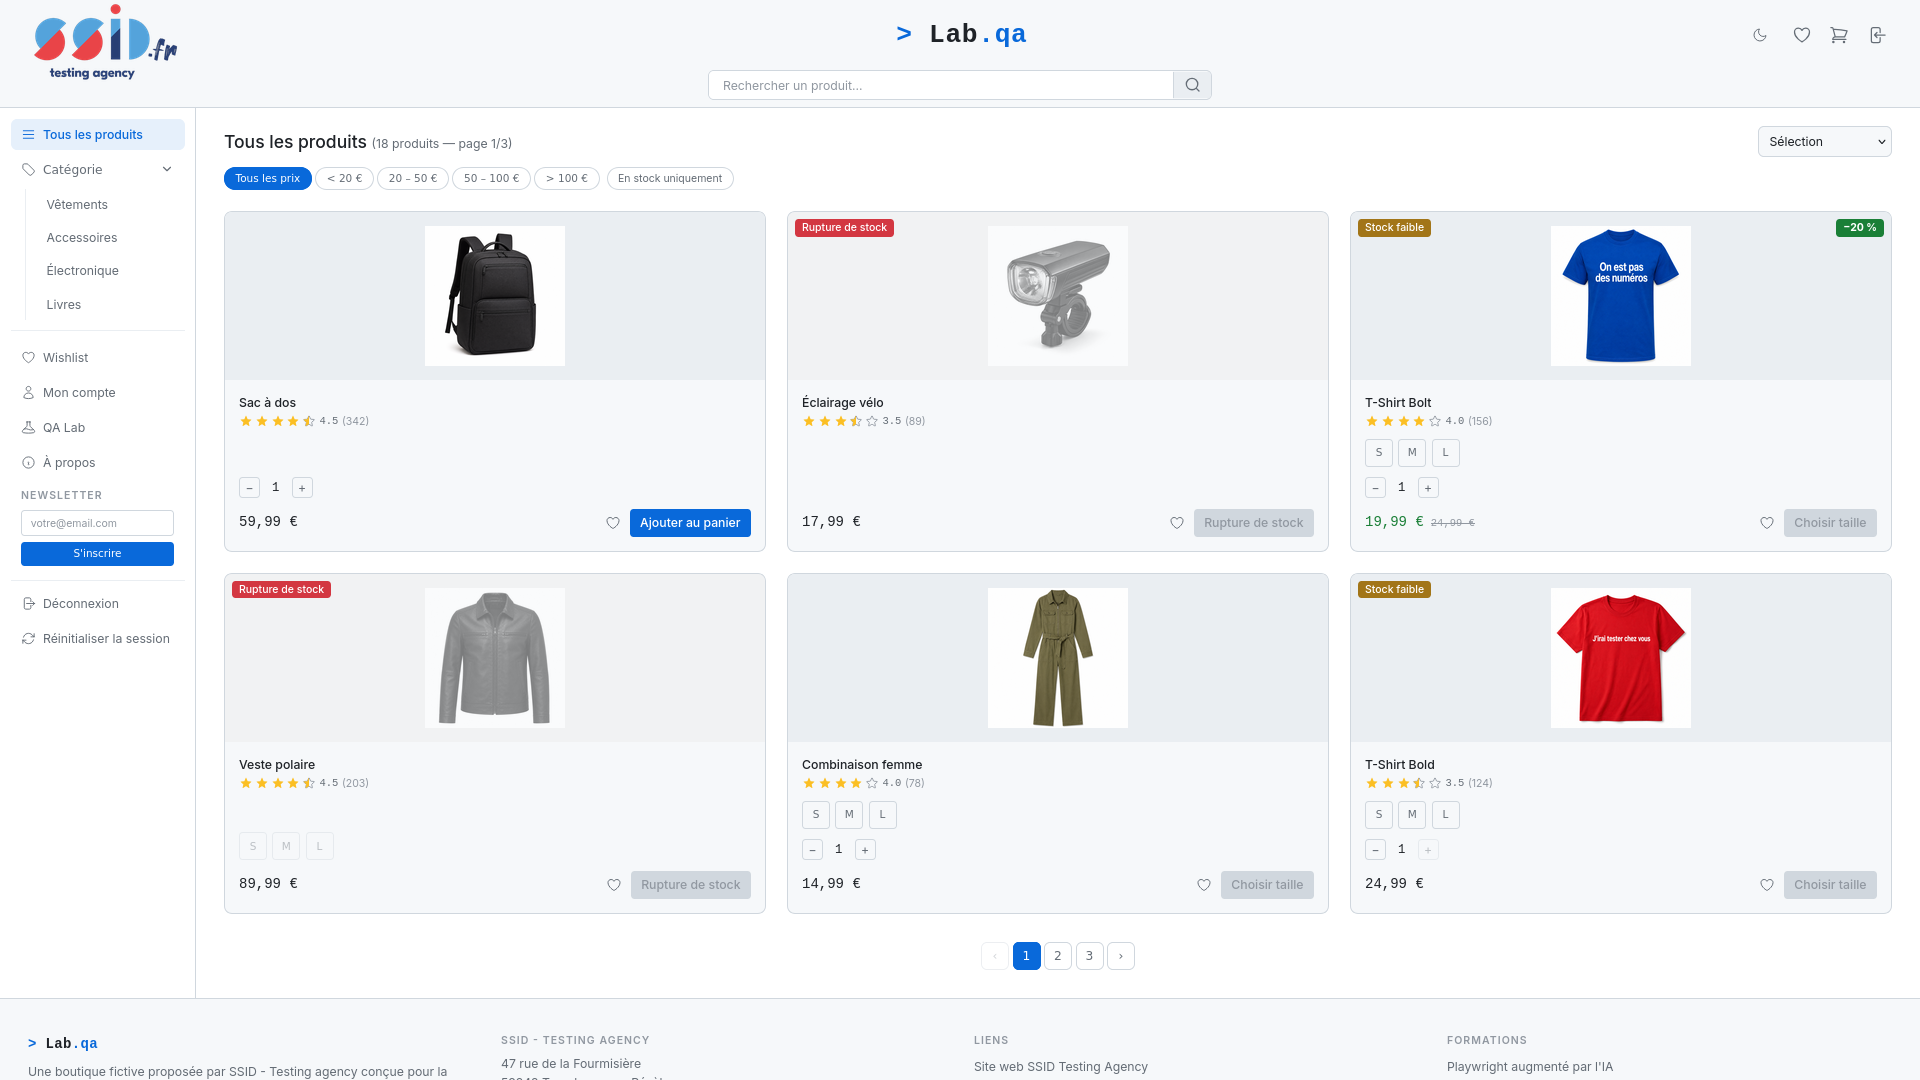 ssid.fr
testing agency
> Lab.qa
Rechercher un produit...
Tous les produits
Catégorie
Vêtements
Accessoires
Électronique
Livres
Wishlist
Mon compte
QA Lab
À propos
NEWSLETTER
votre@email.com
S'inscrire
Déconnexion
Réinitialiser la session
Tous les produits (18 produits — page 1/3)
Sélection
Tous les prix
< 20 €
20 – 50 €
50 – 100 €
> 100 €
En stock uniquement
Sac à dos
4.5 (342)
− 1 +
59,99 €
Ajouter au panier
Rupture de stock
Éclairage vélo
3.5 (89)
17,99 €
Rupture de stock
Stock faible
−20 %
On est pas
des numéros
T-Shirt Bolt
4.0 (156)
S M L
− 1 +
19,99 € 24,99 €
Choisir taille
Rupture de stock
Veste polaire
4.5 (203)
S M L
89,99 €
Rupture de stock
Combinaison femme
4.0 (78)
S M L
− 1 +
14,99 €
Choisir taille
Stock faible
J'irai tester chez vous
T-Shirt Bold
3.5 (124)
S M L
− 1 +
24,99 €
Choisir taille
‹ 1 2 3 ›
> Lab.qa
Une boutique fictive proposée par SSID - Testing agency conçue pour la
SSID - TESTING AGENCY
47 rue de la Fourmisière
LIENS
Site web SSID Testing Agency
FORMATIONS
Playwright augmenté par l'IA